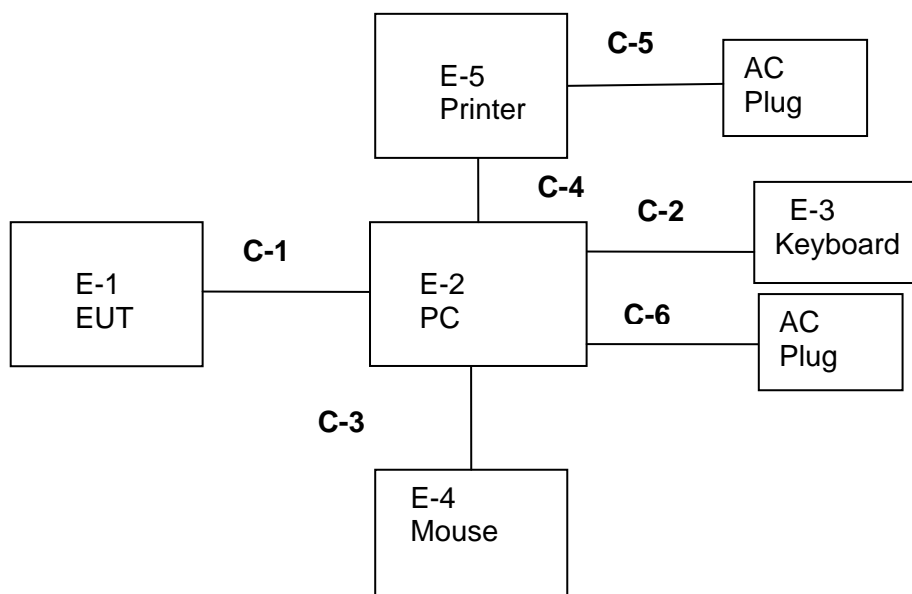 C-5
E-5
Printer
AC
Plug
C-4
C-2
E-3
Keyboard
C-1
E-1
EUT
E-2
PC
C-6
AC
Plug
C-3
E-4
Mouse